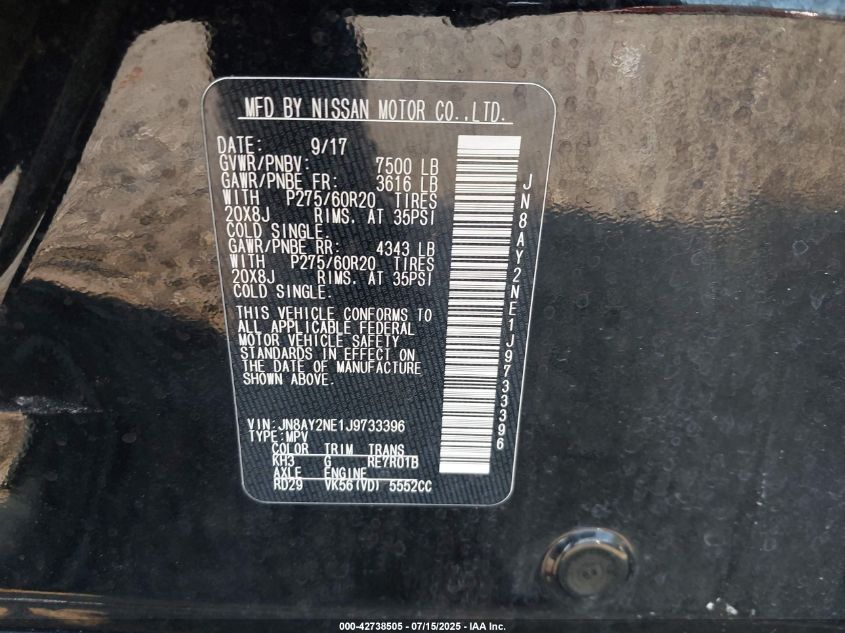 MFD BY NISSAN MOTOR CO.,LTD.
DATE: 9/17
GVWR/PNBV: 7500 LB
GAWR/PNBE FR: 3616 LB
WITH P275/60R20 TIRES
20X8J RIMS, AT 35PSI
COLD SINGLE.
GAWR/PNBE RR: 4343 LB
WITH P275/60R20 TIRES
20X8J RIMS, AT 35PSI
COLD SINGLE.
THIS VEHICLE CONFORMS TO
ALL APPLICABLE FEDERAL
MOTOR VEHICLE SAFETY
STANDARDS IN EFFECT ON
THE DATE OF MANUFACTURE
SHOWN ABOVE.
VIN:JN8AY2NE1J9733396
TYPE:MPV
COLOR TRIM TRANS
KH3 G RE7R01B
AXLE ENGINE
RD29 VK56(VD) 5552CC
JN8AY2NE1J9733396
000-42738505 - 07/15/2025 - IAA Inc.